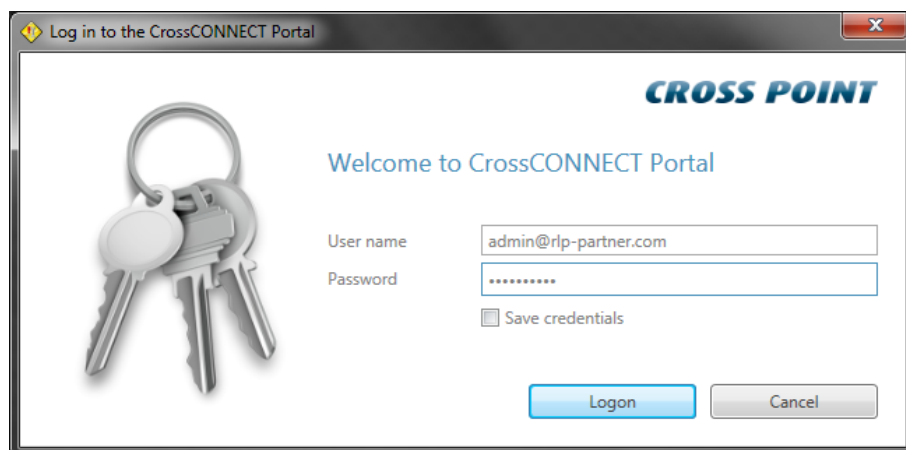 Log in to the CrossCONNECT Portal
CROSS POINT
Welcome to CrossCONNECT Portal
User name
admin@rlp-partner.com
Password
••••••••••
Save credentials
Logon
Cancel